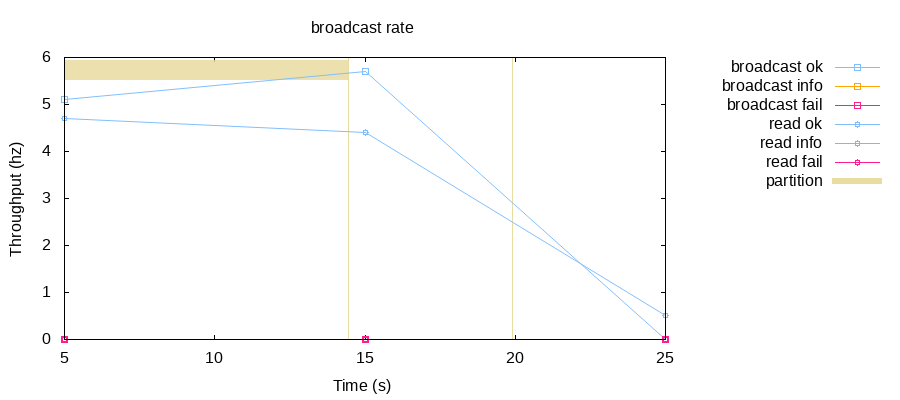 broadcast rate
6
5
4
3
2
1
0
Throughput (hz)
5 10 15 20 25
Time (s)
broadcast ok
broadcast info
broadcast fail
read ok
read info
read fail
partition